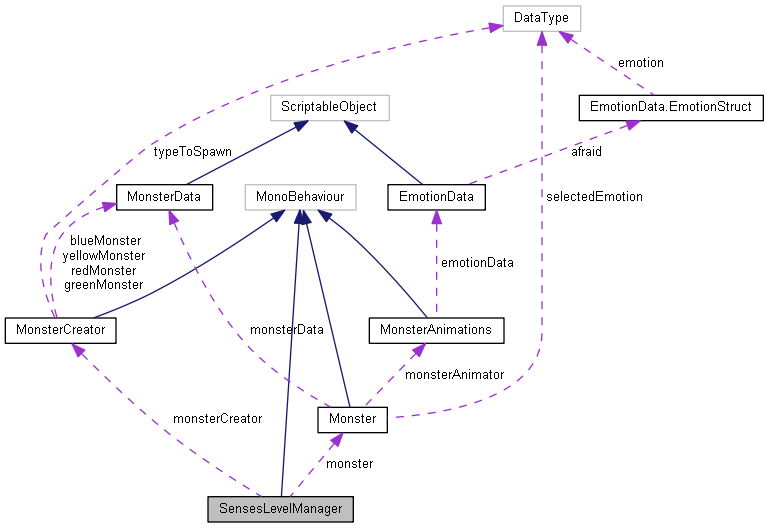 DataType
emotion
ScriptableObject
EmotionData.EmotionStruct
typeToSpawn
afraid
MonsterData
MonoBehaviour
EmotionData
selectedEmotion
blueMonster
yellowMonster
redMonster
greenMonster
emotionData
MonsterCreator
monsterData
MonsterAnimations
monsterAnimator
monsterCreator
Monster
monster
SensesLevelManager